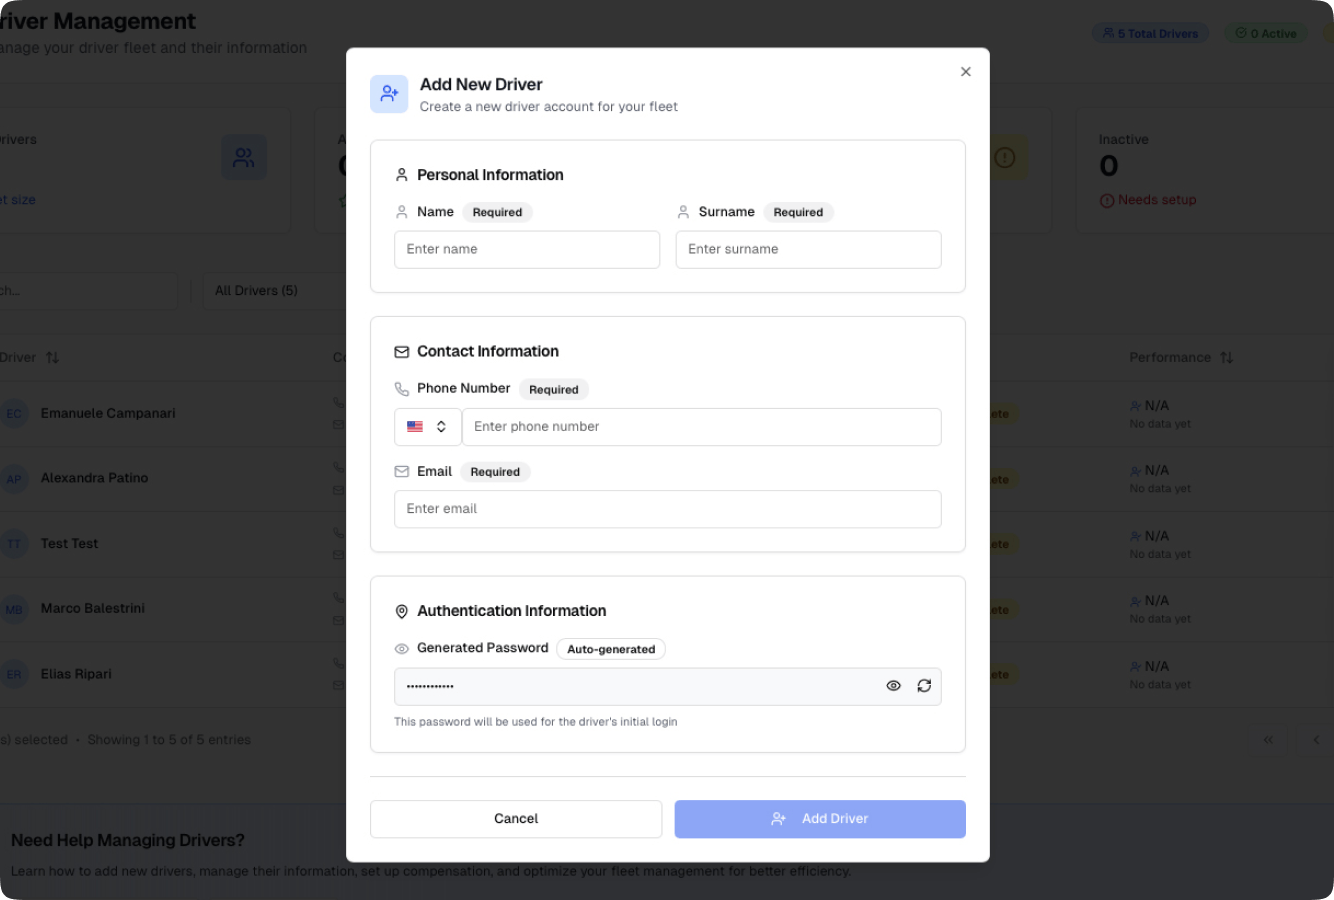 Driver Management
manage your driver fleet and their information
5 Total Drivers
0 Active
Add New Driver
Create a new driver account for your fleet
Drivers
Inactive
0
Needs setup
Personal Information
Name Required
Surname Required
Enter name
Enter surname
All Drivers (5)
Contact Information
Phone Number Required
Enter phone number
Email Required
Enter email
Driver
Performance
EC Emanuele Campanari
N/A
No data yet
AP Alexandra Patino
N/A
No data yet
TT Test Test
N/A
No data yet
MB Marco Balestrini
N/A
No data yet
ER Elias Ripari
N/A
No data yet
Authentication Information
Generated Password Auto-generated
••••••••••••
This password will be used for the driver's initial login
selected • Showing 1 to 5 of 5 entries
Cancel
Add Driver
Need Help Managing Drivers?
Learn how to add new drivers, manage their information, set up compensation, and optimize your fleet management for better efficiency.